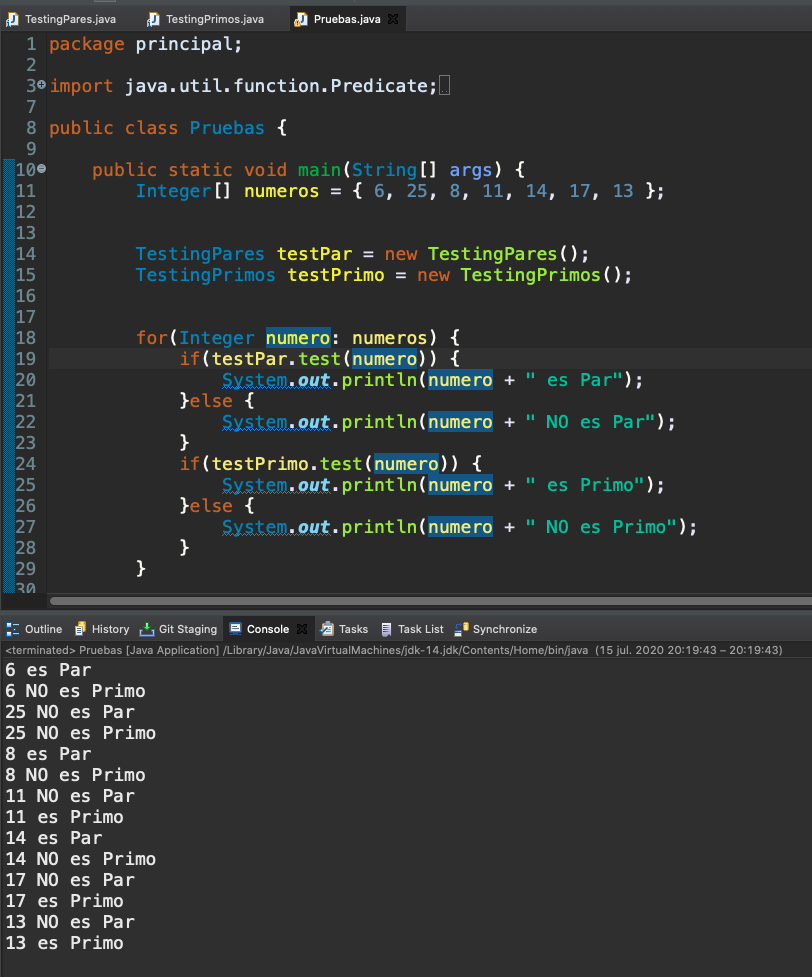 TestingPares.java TestingPrimos.java Pruebas.java
1 package principal;
2
3 import java.util.function.Predicate;
7
8 public class Pruebas {
9
10 public static void main(String[] args) {
11 Integer[] numeros = { 6, 25, 8, 11, 14, 17, 13 };
12
13
14 TestingPares testPar = new TestingPares();
15 TestingPrimos testPrimo = new TestingPrimos();
16
17
18 for(Integer numero: numeros) {
19 if(testPar.test(numero)) {
20 System.out.println(numero + " es Par");
21 }else {
22 System.out.println(numero + " NO es Par");
23 }
24 if(testPrimo.test(numero)) {
25 System.out.println(numero + " es Primo");
26 }else {
27 System.out.println(numero + " NO es Primo");
28 }
29 }
30
Outline History Git Staging Console Tasks Task List Synchronize
<terminated> Pruebas [Java Application] /Library/Java/JavaVirtualMachines/jdk-14.jdk/Contents/Home/bin/java (15 jul. 2020 20:19:43 – 20:19:43)
6 es Par
6 NO es Primo
25 NO es Par
25 NO es Primo
8 es Par
8 NO es Primo
11 NO es Par
11 es Primo
14 es Par
14 NO es Primo
17 NO es Par
17 es Primo
13 NO es Par
13 es Primo